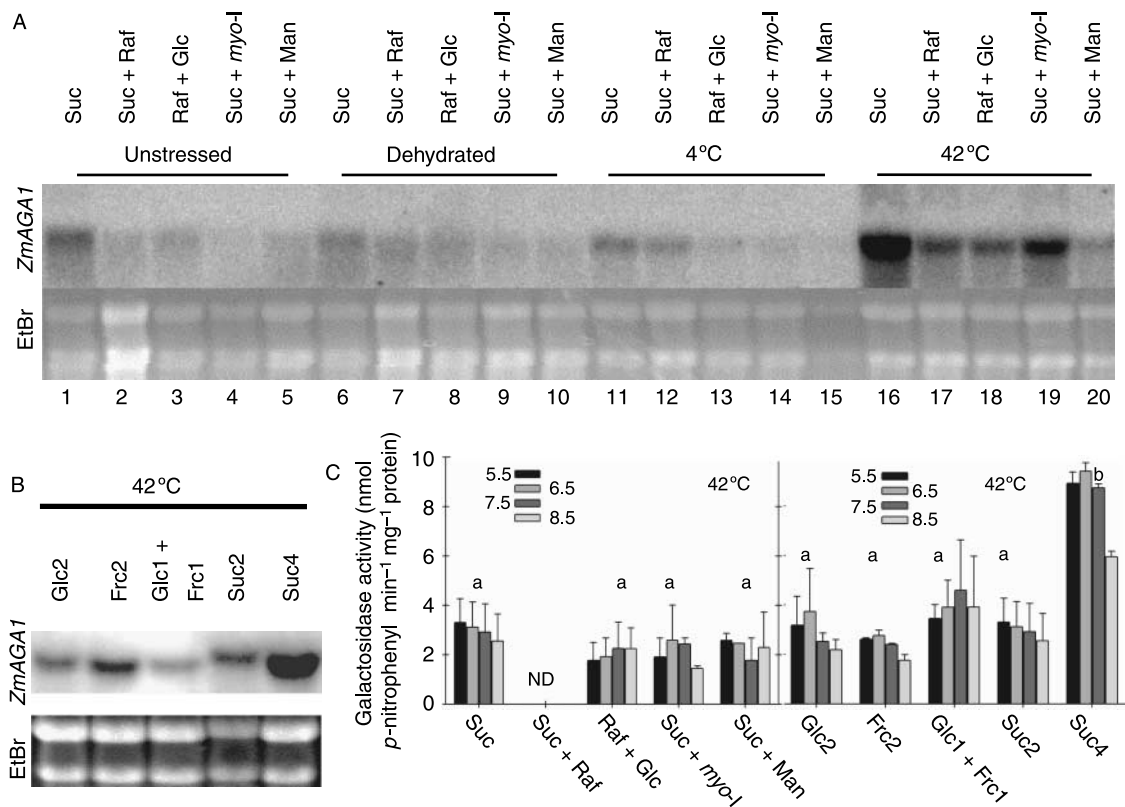 A
Suc
Suc + Raf
Raf + Glc
Suc + myo-I
Suc + Man
Suc
Suc + Raf
Raf + Glc
Suc + myo-I
Suc + Man
Suc
Suc + Raf
Raf + Glc
Suc + myo-I
Suc + Man
Suc
Suc + Raf
Raf + Glc
Suc + myo-I
Suc + Man
Unstressed Dehydrated 4°C 42°C
ZmAGA1
EtBr
1 2 3 4 5 6 7 8 9 10 11 12 13 14 15 16 17 18 19 20
B
42°C
Glc2
Frc2
Glc1 +
Frc1
Suc2
Suc4
ZmAGA1
EtBr
C
Galactosidase activity (nmol
p-nitrophenyl min–1 mg–1 protein)
10
8
6
4
2
0
5.5
6.5
7.5
8.5
42°C
5.5
6.5
7.5
8.5
42°C
a
ND
a
a
a
a
a
a
a
b
Suc
Suc + Raf
Raf + Glc
Suc + myo-I
Suc + Man
Glc2
Frc2
Glc1 + Frc1
Suc2
Suc4